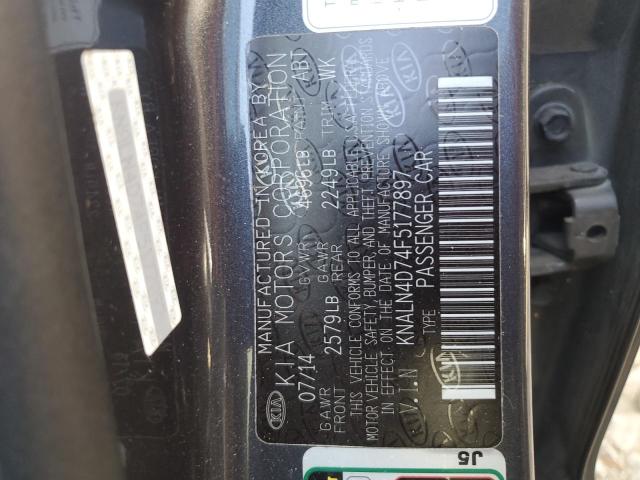 MANUFACTURED IN KOREA BY
KIA MOTORS CORPORATION
07/14 GVWR 4696LB PAINT ABT
GAWR FRONT 2579LB GAWR REAR 2249LB TRIM WK
THIS VEHICLE CONFORMS TO ALL APPLICABLE FEDERAL
MOTOR VEHICLE SAFETY, BUMPER, AND THEFT PREVENTION STANDARDS
IN EFFECT ON THE DATE OF MANUFACTURE SHOWN ABOVE
V.I.N KNALN4D74F5177897
TYPE PASSENGER CAR
KIA
J5